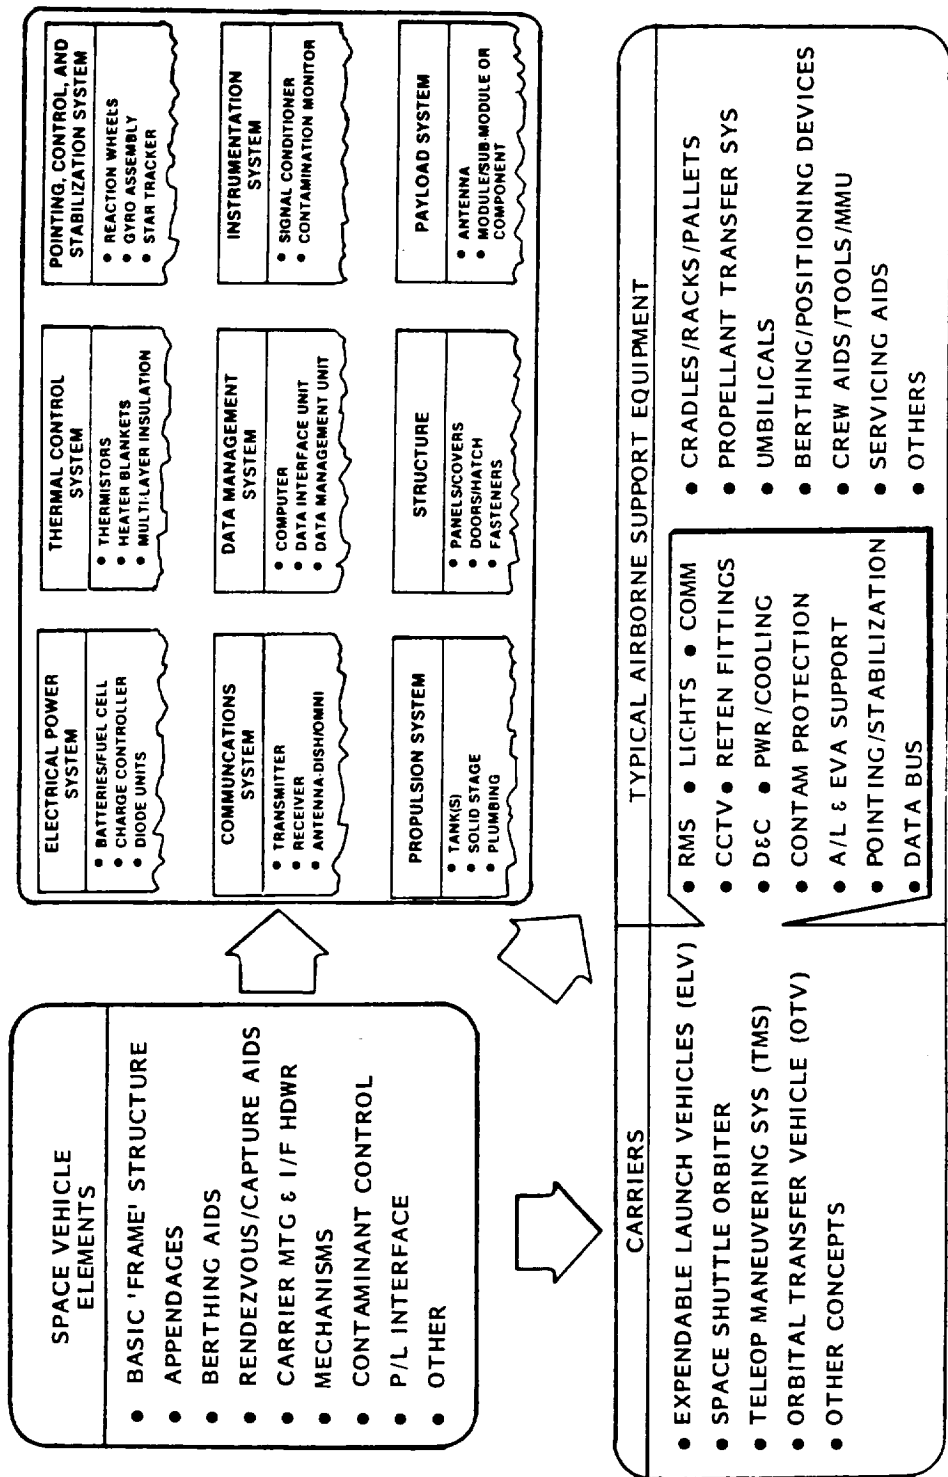 SPACE VEHICLE
ELEMENTS
• BASIC 'FRAME' STRUCTURE
• APPENDAGES
• BERTHING AIDS
• RENDEZVOUS/CAPTURE AIDS
• CARRIER MTG & I/F HDWR
• MECHANISMS
• CONTAMINANT CONTROL
• P/L INTERFACE
• OTHER
ELECTRICAL POWER
SYSTEM
• BATTERIES/FUEL CELL
• CHARGE CONTROLLER
• DIODE UNITS
THERMAL CONTROL
SYSTEM
• THERMISTORS
• HEATER BLANKETS
• MULTI-LAYER INSULATION
POINTING, CONTROL, AND
STABILIZATION SYSTEM
• REACTION WHEELS
• GYRO ASSEMBLY
• STAR TRACKER
COMMUNCATIONS
SYSTEM
• TRANSMITTER
• RECEIVER
• ANTENNA-DISH/OMNI
DATA MANAGEMENT
SYSTEM
• COMPUTER
• DATA INTERFACE UNIT
• DATA MANAGEMENT UNIT
INSTRUMENTATION
SYSTEM
• SIGNAL CONDITIONER
• CONTAMINATION MONITOR
PROPULSION SYSTEM
• TANK(S)
• SOLID STAGE
• PLUMBING
STRUCTURE
• PANELS/COVERS
• DOORS/HATCH
• FASTENERS
PAYLOAD SYSTEM
• ANTENNA
• MODULE/SUB-MODULE OR
COMPONENT
CARRIERS
• EXPENDABLE LAUNCH VEHICLES (ELV)
• SPACE SHUTTLE ORBITER
• TELEOP MANEUVERING SYS (TMS)
• ORBITAL TRANSFER VEHICLE (OTV)
• OTHER CONCEPTS
TYPICAL AIRBORNE SUPPORT EQUIPMENT
• RMS • LICHTS • COMM
• CCTV • RETEN FITTINGS
• D&C • PWR/COOLING
• CONTAM PROTECTION
• A/L & EVA SUPPORT
• POINTING/STABILIZATION
• DATA BUS
• CRADLES/RACKS/PALLETS
• PROPELLANT TRANSFER SYS
• UMBILICALS
• BERTHING/POSITIONING DEVICES
• CREW AIDS/TOOLS/MMU
• SERVICING AIDS
• OTHERS